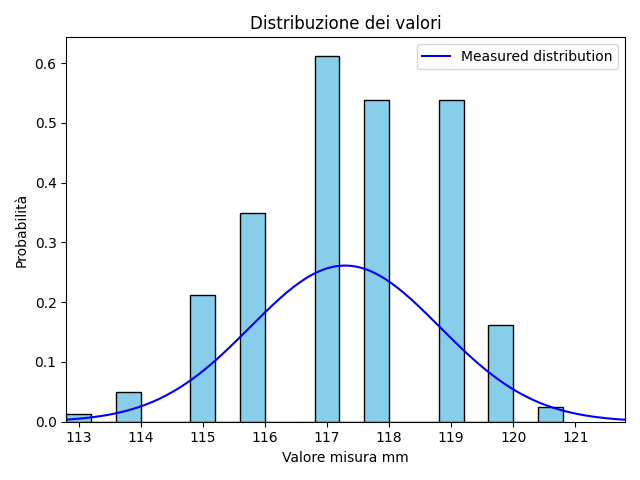 Distribuzione dei valori
Measured distribution
0.6
0.5
0.4
0.3
0.2
0.1
0.0
Probabilità
113 114 115 116 117 118 119 120 121
Valore misura mm